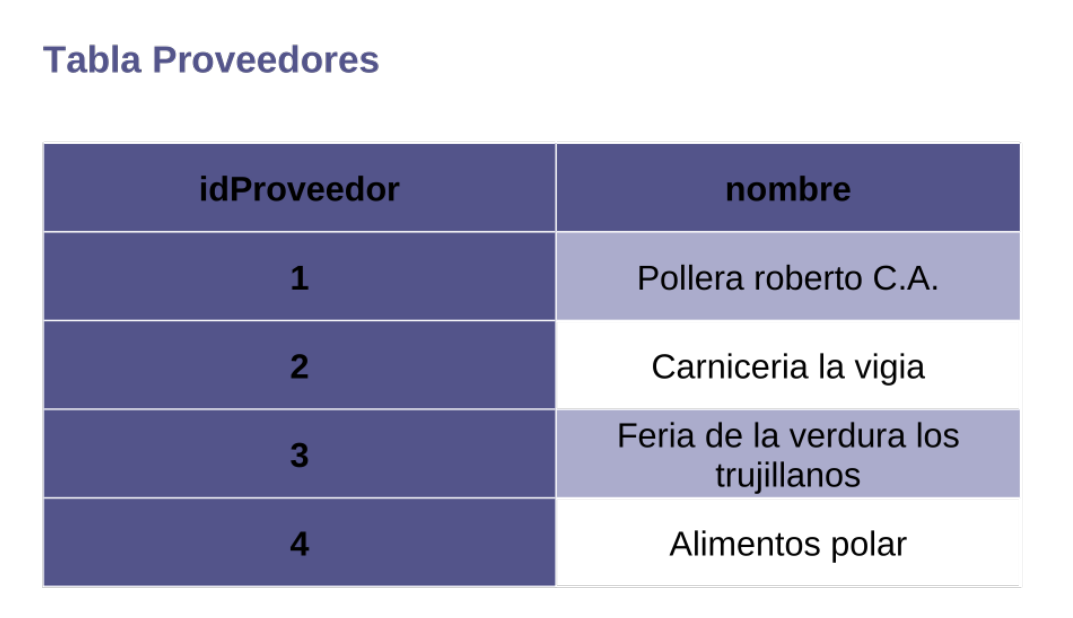 Tabla Proveedores
idProveedor nombre
1 Pollera roberto C.A.
2 Carniceria la vigia
3 Feria de la verdura los
trujillanos
4 Alimentos polar